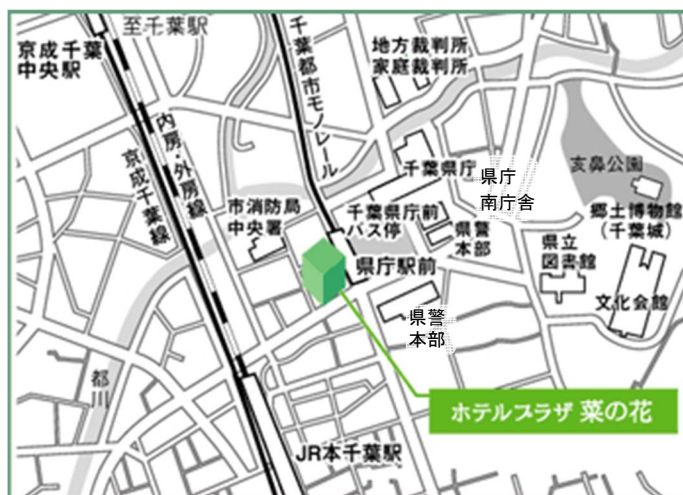 至千葉駅
京成千葉
中央駅
千葉都市モノレール
地方裁判所
家庭裁判所
内房・外房線
京成千葉線
市消防局
中央署
千葉県庁
県庁
南庁舎
千葉県庁前
バス停
県警
本部
亥鼻公園
郷土博物館
(千葉城)
県立
図書館
文化会館
県庁駅前
県警
本部
都川
ホテルプラザ 菜の花
JR本千葉駅